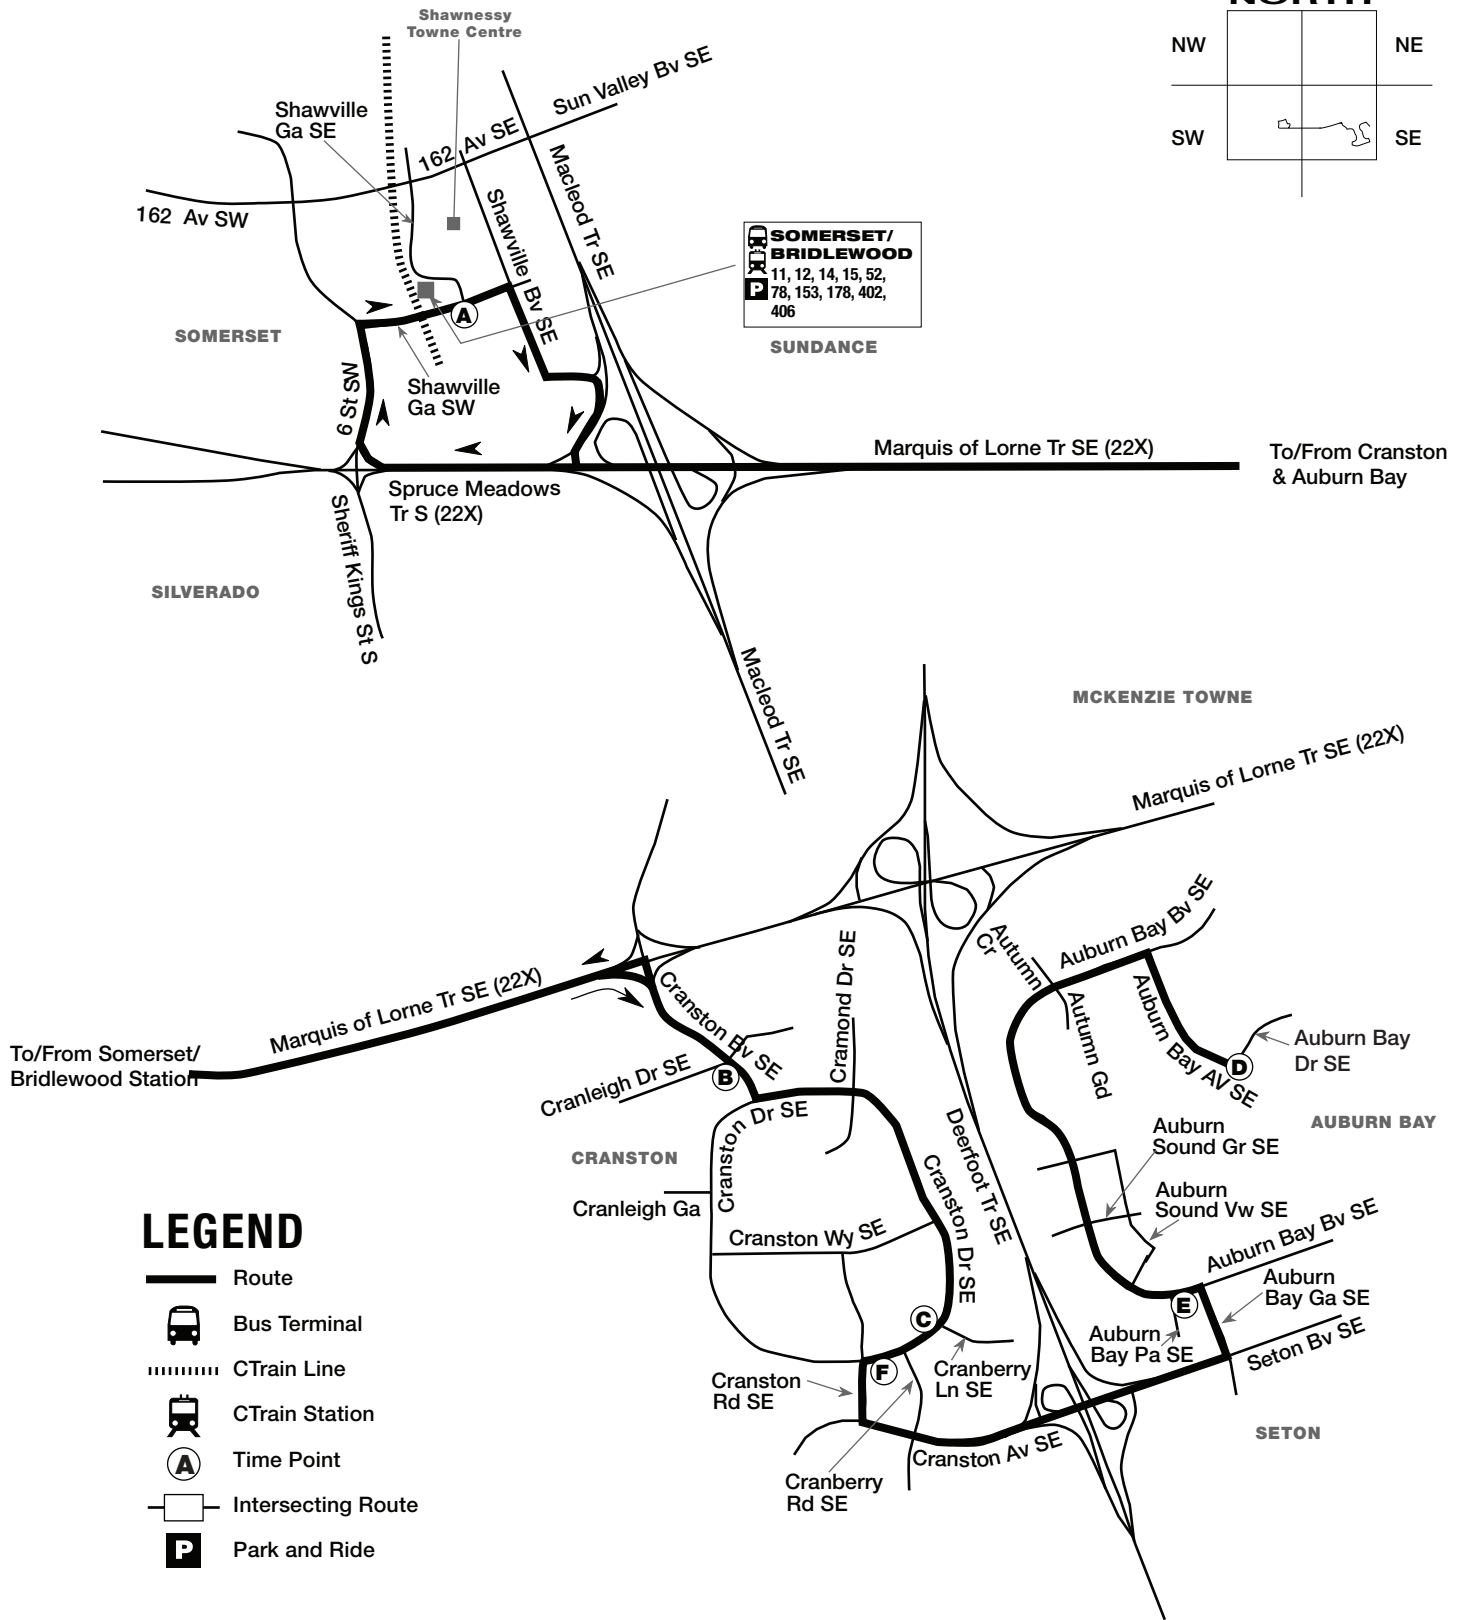 NORTH
NW
NE
SW
SE
Shawnessy
Towne Centre
Shawville
Ga SE
162 Av SE
Sun Valley Bv SE
162 Av SW
Macleod Tr SE
Shawville Bv SE
SOMERSET/
BRIDLEWOOD
11, 12, 14, 15, 52,
78, 153, 178, 402,
406
P
A
SOMERSET
SUNDANCE
6 St SW
Shawville
Ga SW
Marquis of Lorne Tr SE (22X)
To/From Cranston
& Auburn Bay
Spruce Meadows
Tr S (22X)
Sheriff Kings St S
SILVERADO
Macleod Tr SE
MCKENZIE TOWNE
Marquis of Lorne Tr SE (22X)
Auburn Bay Bv SE
Autumn
Cr
Cramond Dr SE
Marquis of Lorne Tr SE (22X)
Cranston Bv SE
Autumn Gd
Auburn Bay AV SE
D
Auburn Bay
Dr SE
To/From Somerset/
Bridlewood Station
B
Cranleigh Dr SE
Cranston Dr SE
Deerfoot Tr SE
AUBURN BAY
Auburn
Sound Gr SE
CRANSTON
Cranston Dr SE
Auburn
Sound Vw SE
Cranleigh Ga
Cranston Wy SE
Auburn Bay Bv SE
Auburn
Bay Ga SE
E
C
Auburn
Bay Pa SE
Seton Bv SE
F
Cranberry
Ln SE
Cranston
Rd SE
SETON
Cranston Av SE
Cranberry
Rd SE
LEGEND
Route
Bus Terminal
CTrain Line
CTrain Station
A
Time Point
Intersecting Route
P
Park and Ride